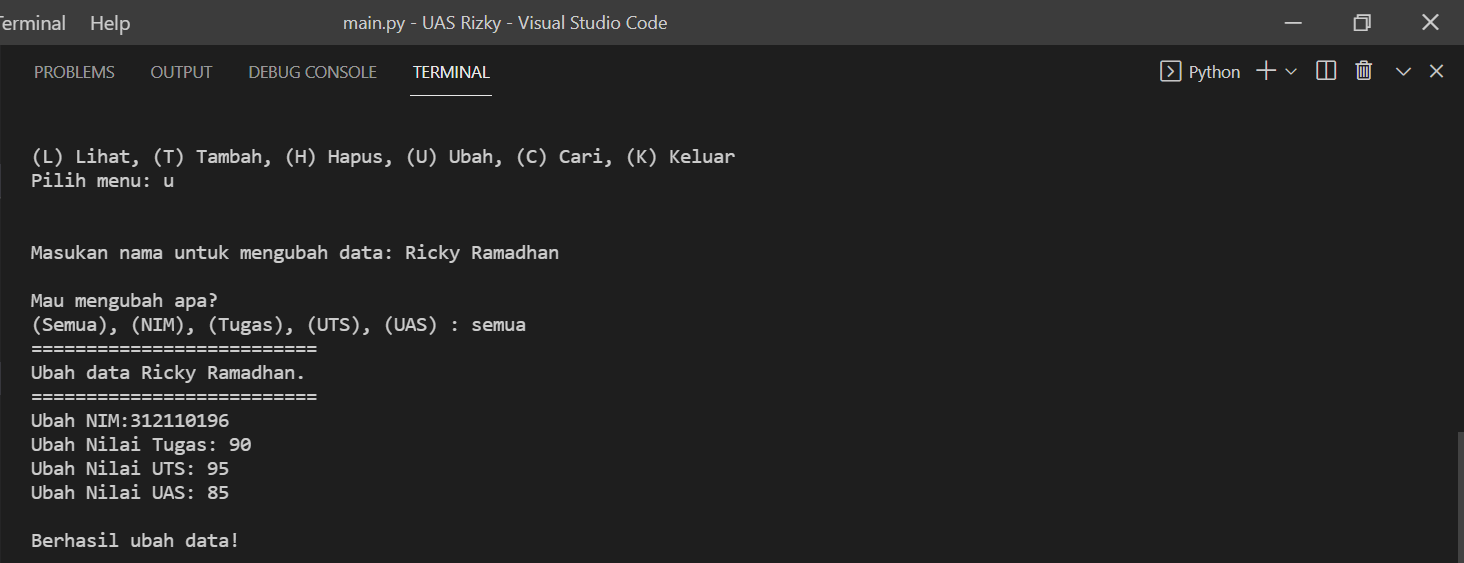 Terminal Help main.py - UAS Rizky - Visual Studio Code
PROBLEMS OUTPUT DEBUG CONSOLE TERMINAL Python
(L) Lihat, (T) Tambah, (H) Hapus, (U) Ubah, (C) Cari, (K) Keluar
Pilih menu: u
Masukan nama untuk mengubah data: Ricky Ramadhan
Mau mengubah apa?
(Semua), (NIM), (Tugas), (UTS), (UAS) : semua
==========================
Ubah data Ricky Ramadhan.
==========================
Ubah NIM:312110196
Ubah Nilai Tugas: 90
Ubah Nilai UTS: 95
Ubah Nilai UAS: 85
Berhasil ubah data!